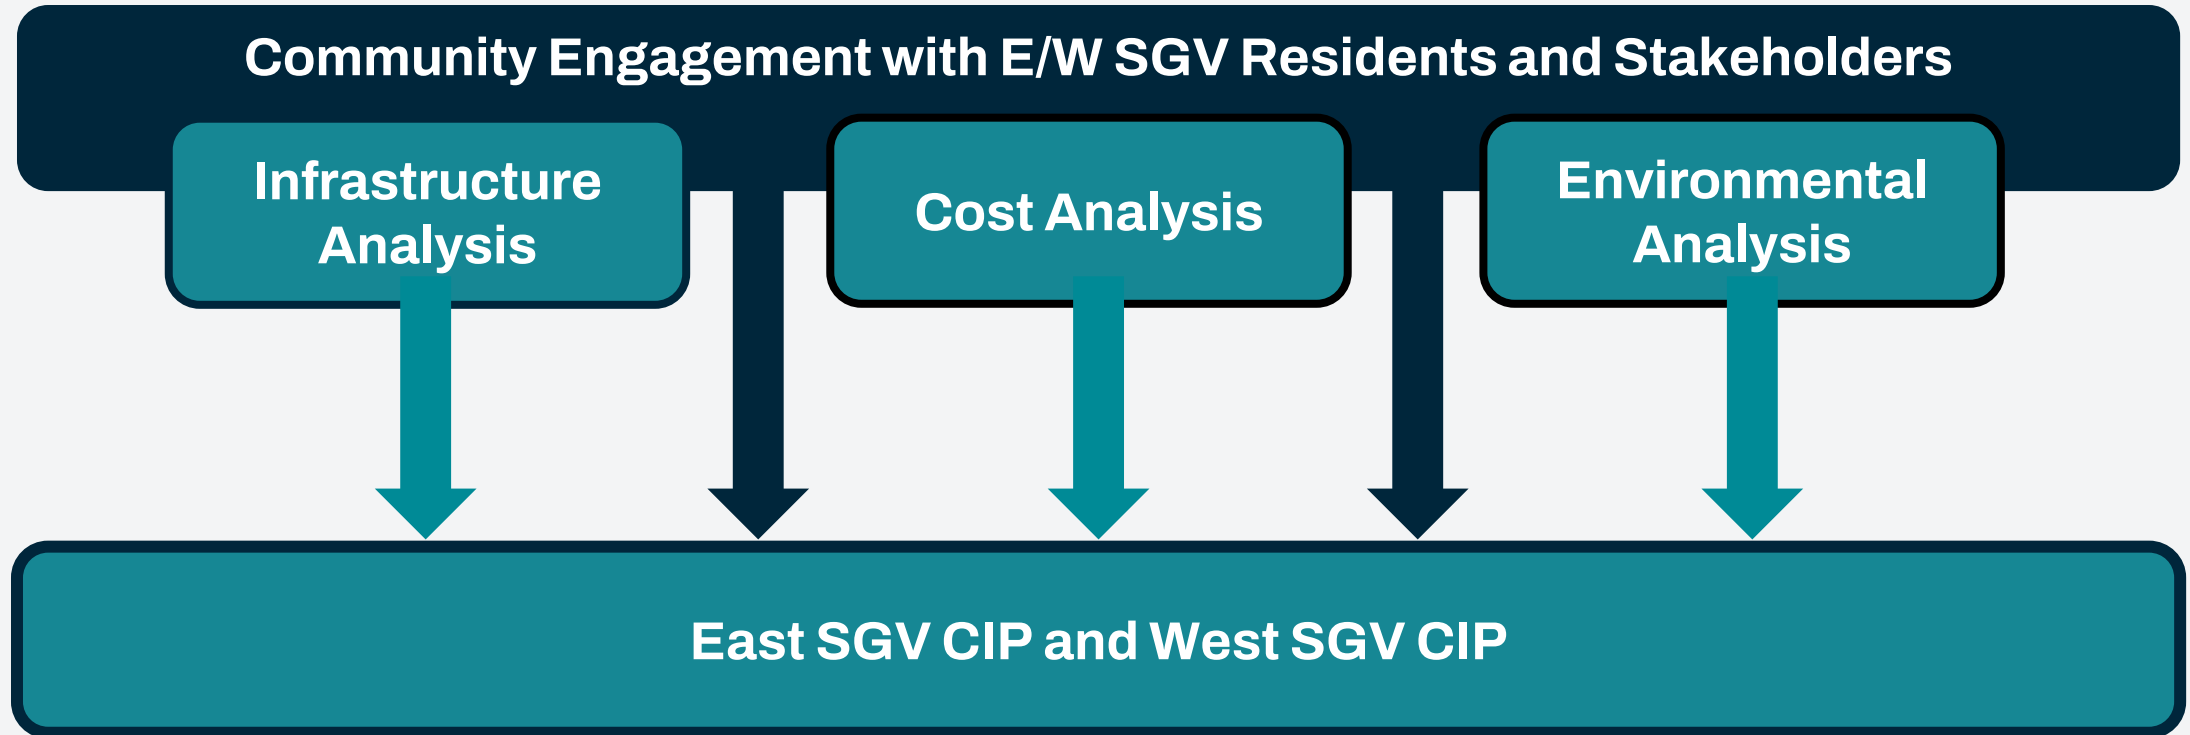 Community Engagement with E/W SGV Residents and Stakeholders
Infrastructure
Analysis
Cost Analysis
Environmental
Analysis
East SGV CIP and West SGV CIP